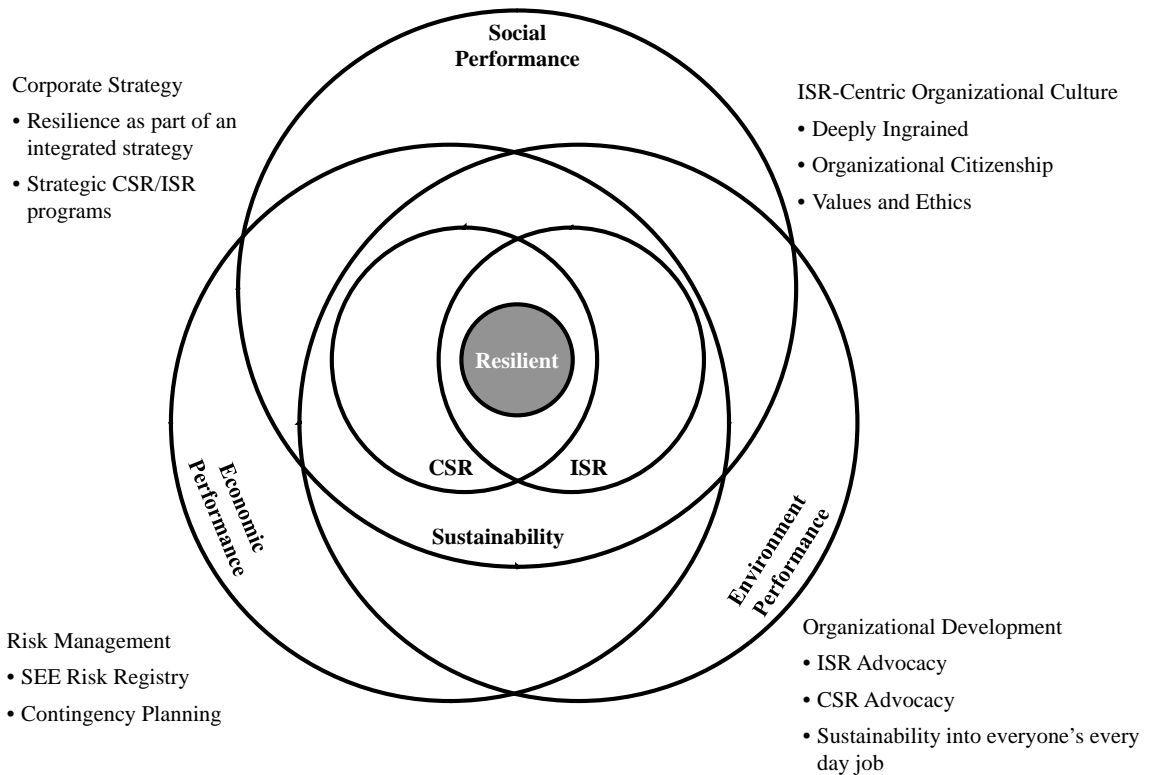 Social
Performance
Corporate Strategy
• Resilience as part of an
integrated strategy
• Strategic CSR/ISR
programs
ISR-Centric Organizational Culture
• Deeply Ingrained
• Organizational Citizenship
• Values and Ethics
Resilient
CSR
ISR
Sustainability
Economic
Performance
Environment
Performance
Risk Management
• SEE Risk Registry
• Contingency Planning
Organizational Development
• ISR Advocacy
• CSR Advocacy
• Sustainability into everyone’s every
day job